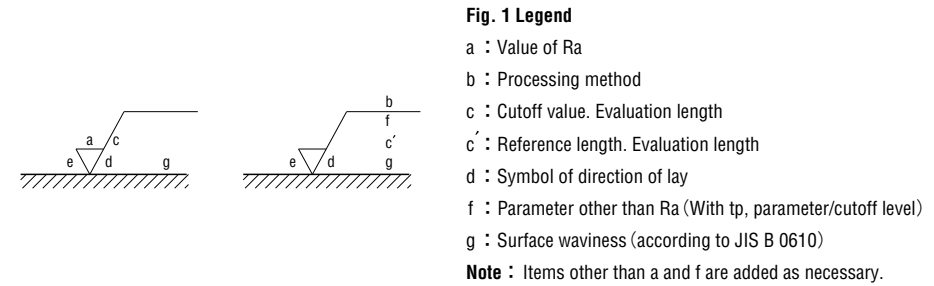 Fig. 1 Legend
a : Value of Ra
b : Processing method
c : Cutoff value. Evaluation length
c′ : Reference length. Evaluation length
d : Symbol of direction of lay
f : Parameter other than Ra (With tp, parameter/cutoff level)
g : Surface waviness (according to JIS B 0610)
Note : Items other than a and f are added as necessary.
a c
e d g
b
f
c′
e d g